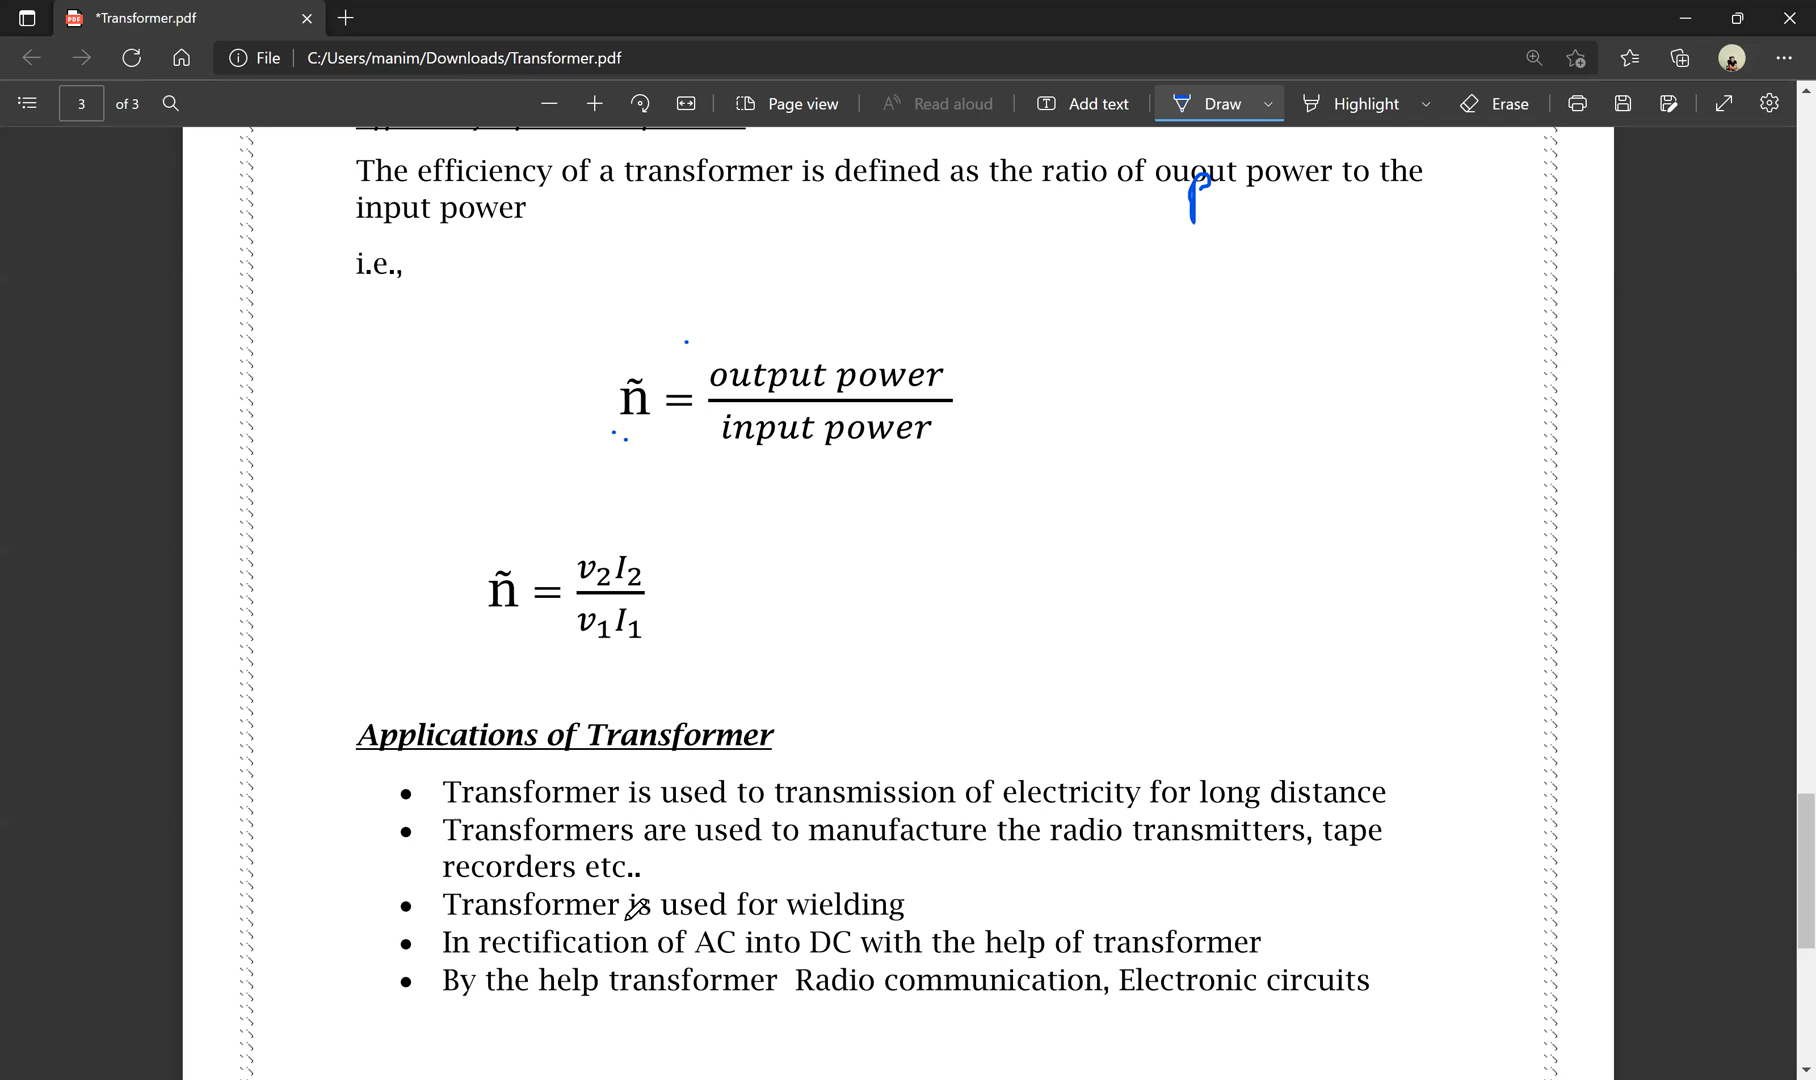 *Transformer.pdf
File C:/Users/manim/Downloads/Transformer.pdf
3 of 3 Page view Read aloud Add text Draw Highlight Erase
The efficiency of a transformer is defined as the ratio of ouout power to the
input power
p
i.e.,
ñ̃ = output power / input power
ñ̃ = v₂I₂ / v₁I₁
Applications of Transformer
• Transformer is used to transmission of electricity for long distance
• Transformers are used to manufacture the radio transmitters, tape
recorders etc..
• Transformer is used for wielding
• In rectification of AC into DC with the help of transformer
• By the help transformer Radio communication, Electronic circuits